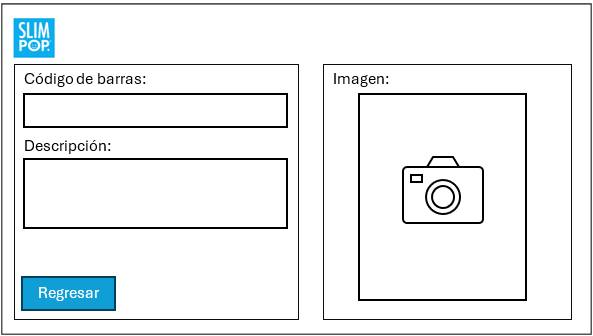 SLIM
POP.
Código de barras:
Descripción:
Regresar
Imagen: